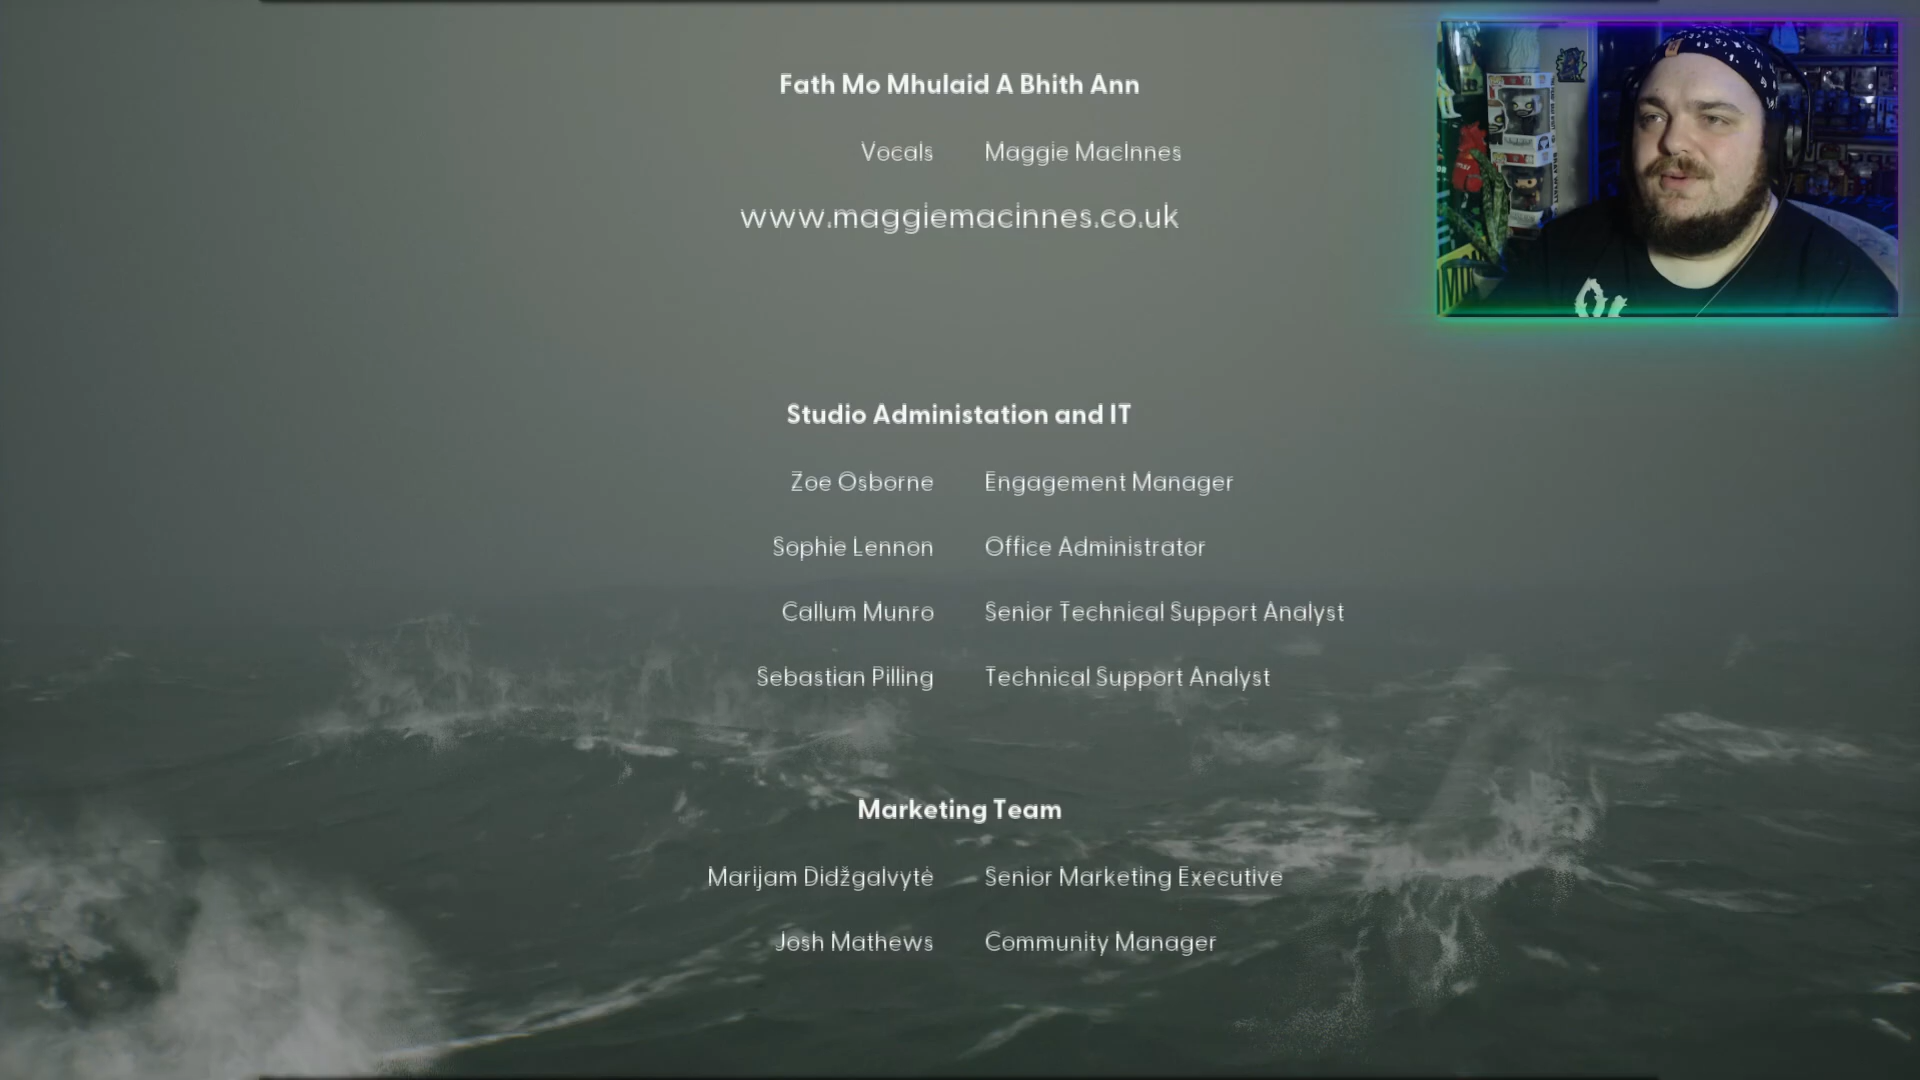 Fath Mo Mhulaid A Bhith Ann
Vocals Maggie MacInnes
www.maggiemacinnes.co.uk
Studio Administation and IT
Zoe Osborne Engagement Manager
Sophie Lennon Office Administrator
Callum Munro Senior Technical Support Analyst
Sebastian Pilling Technical Support Analyst
Marketing Team
Marijam Didžgalvytė Senior Marketing Executive
Josh Mathews Community Manager